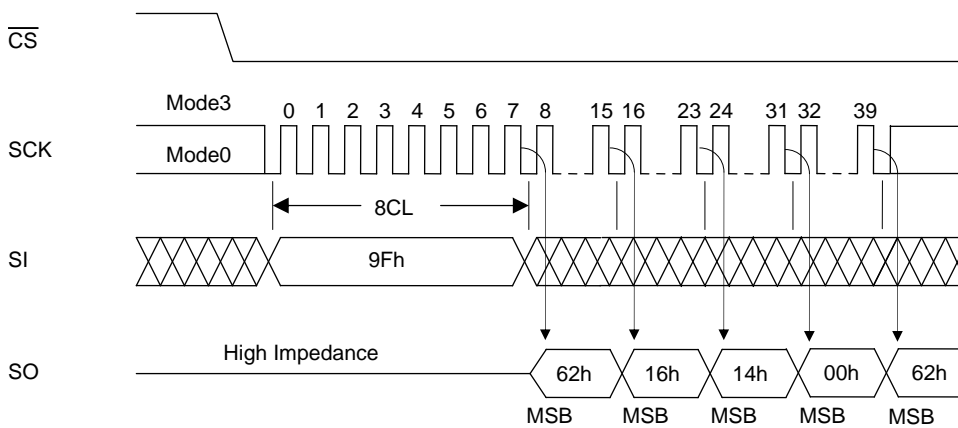 CS
Mode3
0 1 2 3 4 5 6 7 8 15 16 23 24 31 32 39
SCK
Mode0
8CL
SI
9Fh
High Impedance
SO
62h 16h 14h 00h 62h
MSB MSB MSB MSB MSB